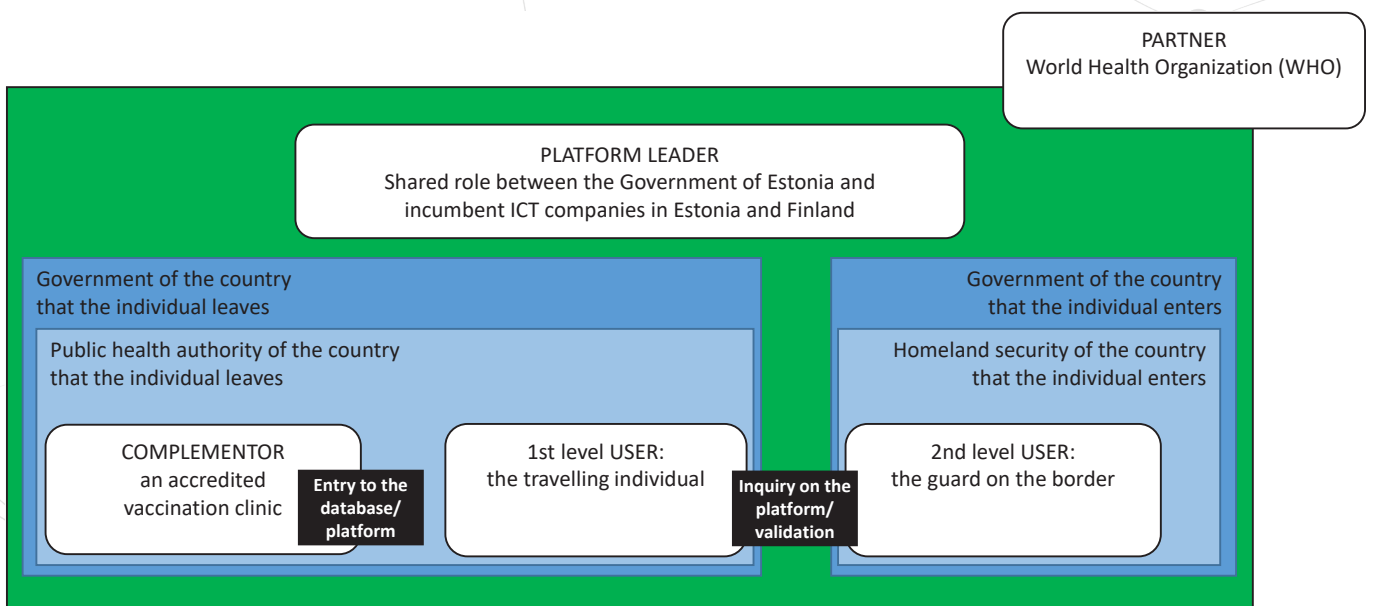 PARTNER
World Health Organization (WHO)
PLATFORM LEADER
Shared role between the Government of Estonia and
incumbent ICT companies in Estonia and Finland
Government of the country
that the individual leaves
Government of the country
that the individual enters
Public health authority of the country
that the individual leaves
Homeland security of the country
that the individual enters
COMPLEMENTOR
an accredited
vaccination clinic
Entry to the
database/
platform
1st level USER:
the travelling individual
Inquiry on the
platform/
validation
2nd level USER:
the guard on the border